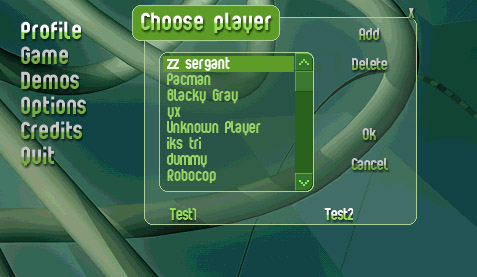 Profile
Game
Demos
Options
Credits
Quit
Choose player
X
zz sergant
Pacman
Blacky Gray
yx
Unknown Player
iks tri
dummy
Robocop
Add
Delete
Ok
Cancel
Test1
Test2